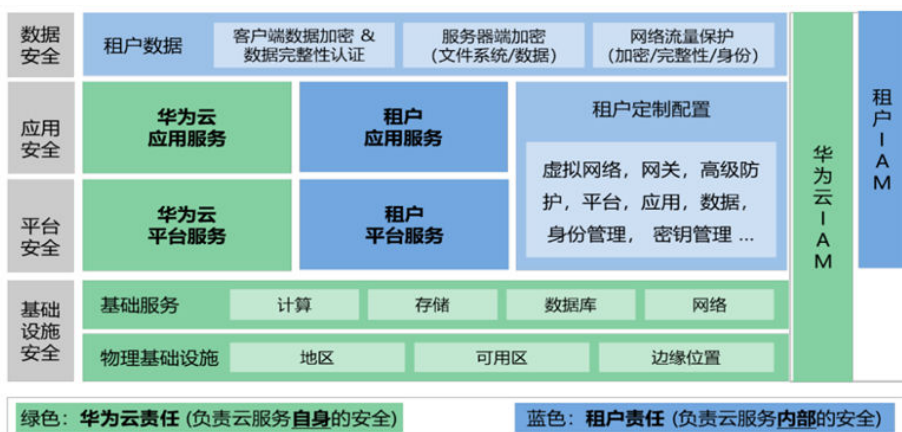 数据
安全
租户数据
客户端数据加密 &
数据完整性认证
服务器端加密
(文件系统/数据)
网络流量保护
(加密/完整性/身份)
应用
安全
华为云
应用服务
租户
应用服务
租户定制配置
虚拟网络，网关，高级防
护，平台，应用，数据，
身份管理， 密钥管理 ...
平台
安全
华为云
平台服务
租户
平台服务
基础
设施
安全
基础服务
计算
存储
数据库
网络
物理基础设施
地区
可用区
边缘位置
华为云IAM
租户IAM
绿色：华为云责任 (负责云服务自身的安全)
蓝色：租户责任 (负责云服务内部的安全)